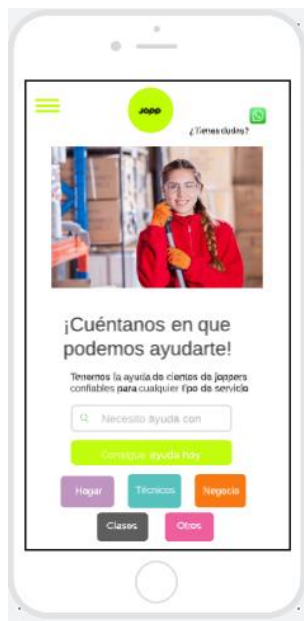 JOPP
¿Tienes dudas?
¡Cuéntanos en que
podemos ayudarte!
Tenemos la ayuda de cientos de joppers
confiables para cualquier tipo de servicio
Necesito ayuda con
Consigue ayuda hoy
Hogar Técnicos Negocio
Clases Otros